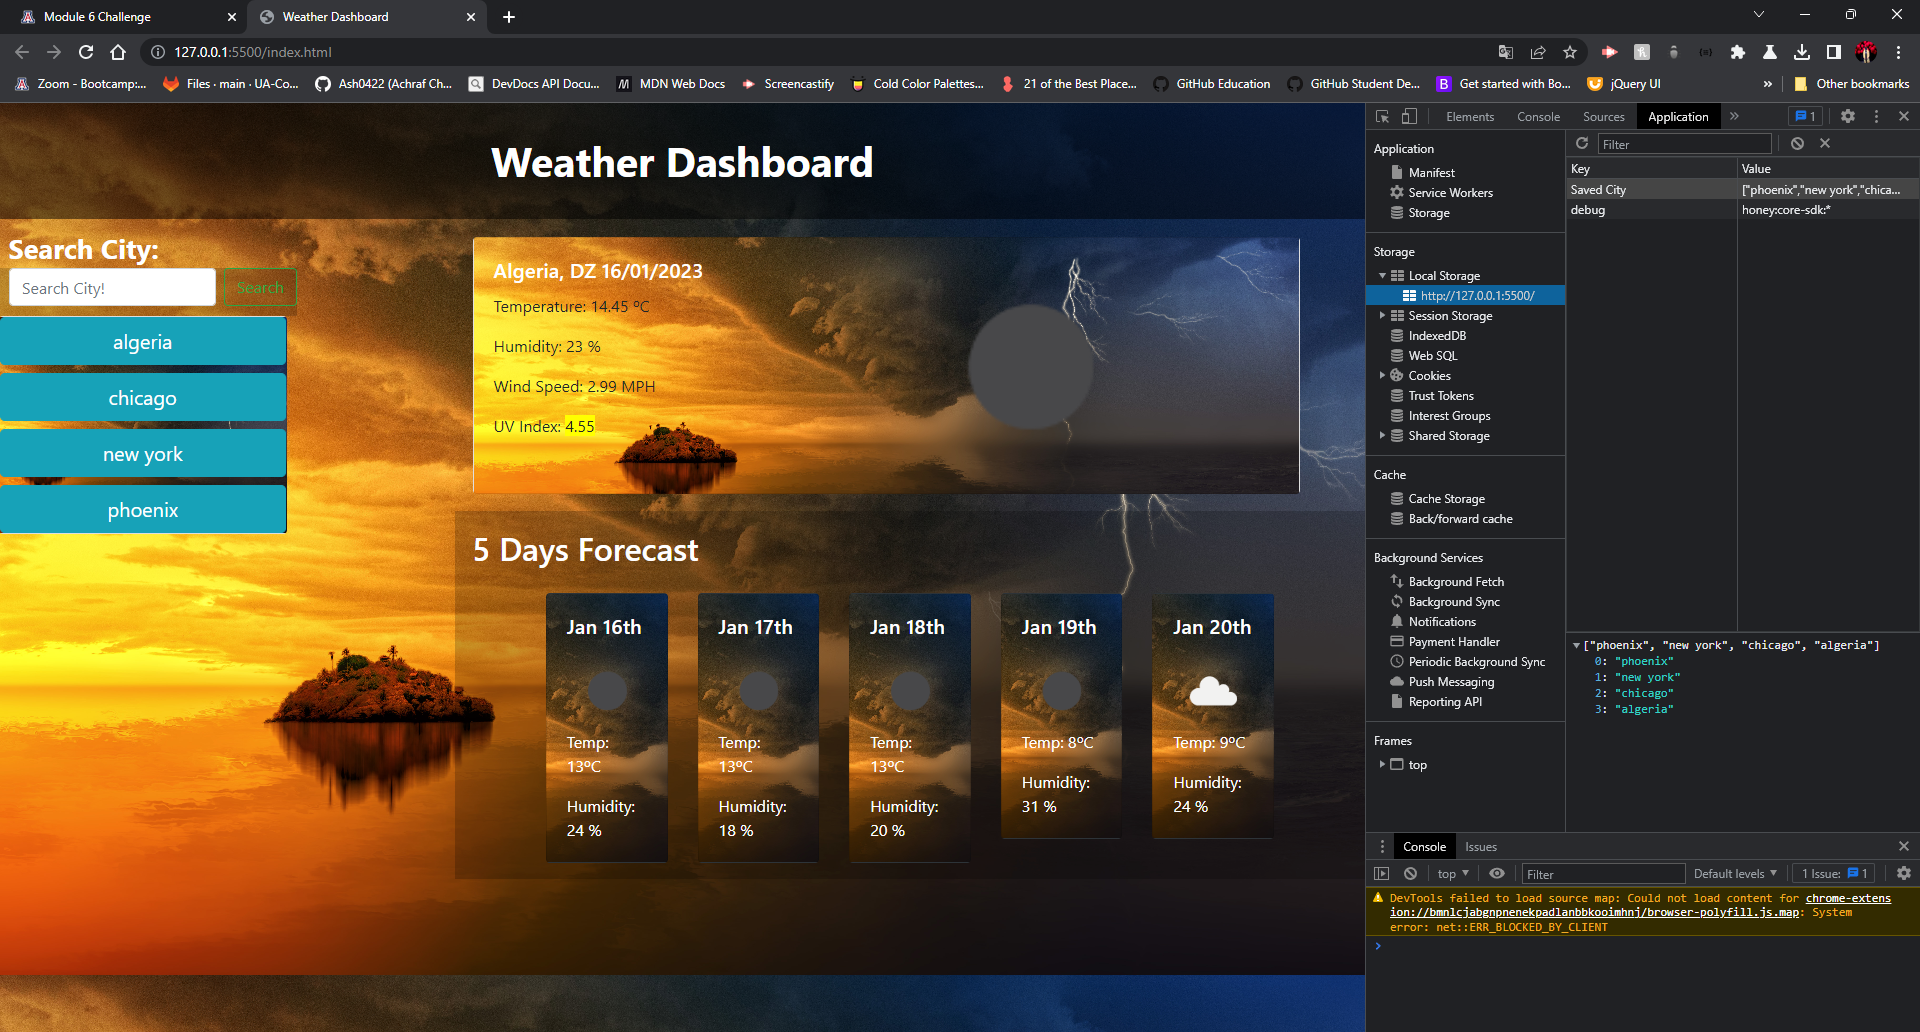 Module 6 Challenge
Weather Dashboard
127.0.0.1:5500/index.html
Zoom - Bootcamp:...
Files · main · UA-Co...
Ash0422 (Achraf Ch...
DevDocs API Docu...
MDN Web Docs
Screencastify
Cold Color Palettes...
21 of the Best Place...
GitHub Education
GitHub Student De...
Get started with Bo...
jQuery UI
»
Other bookmarks
Weather Dashboard
Search City:
Search City!
Search
algeria
chicago
new york
phoenix
Algeria, DZ 16/01/2023
Temperature: 14.45 ºC
Humidity: 23 %
Wind Speed: 2.99 MPH
UV Index: 4.55
5 Days Forecast
Jan 16th
Temp:
13ºC
Humidity:
24 %
Jan 17th
Temp:
13ºC
Humidity:
18 %
Jan 18th
Temp:
13ºC
Humidity:
20 %
Jan 19th
Temp: 8ºC
Humidity:
31 %
Jan 20th
Temp: 9ºC
Humidity:
24 %
Elements
Console
Sources
Application
»
1
Application
Manifest
Service Workers
Storage
Storage
Local Storage
http://127.0.0.1:5500/
Session Storage
IndexedDB
Web SQL
Cookies
Trust Tokens
Interest Groups
Shared Storage
Cache
Cache Storage
Back/forward cache
Background Services
Background Fetch
Background Sync
Notifications
Payment Handler
Periodic Background Sync
Push Messaging
Reporting API
Frames
top
Filter
Key Value
Saved City ["phoenix","new york","chica...
debug honey:core-sdk:*
["phoenix", "new york", "chicago", "algeria"]
0: "phoenix"
1: "new york"
2: "chicago"
3: "algeria"
Console
Issues
top
Filter
Default levels
1 Issue: 1
DevTools failed to load source map: Could not load content for chrome-extens
ion://bmnlcjabgnpnenekpadlanbbkooimhnj/browser-polyfill.js.map: System
error: net::ERR_BLOCKED_BY_CLIENT